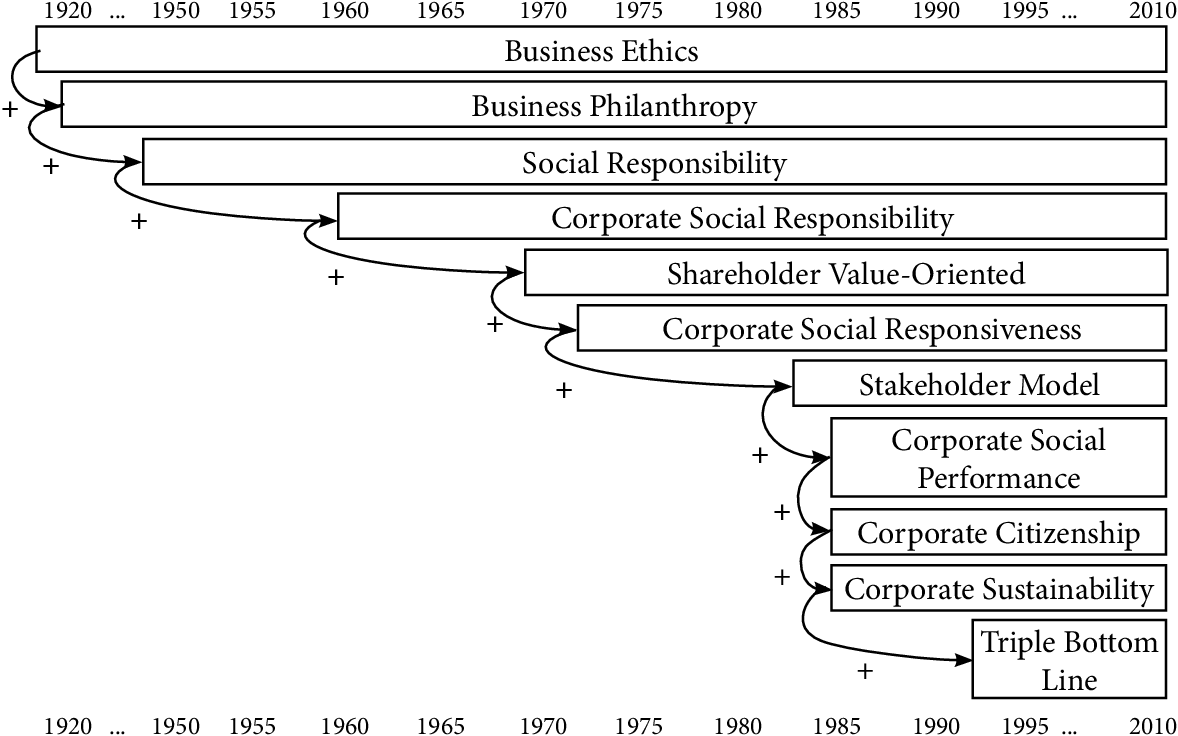 1920 ... 1950 1955 1960 1965 1970 1975 1980 1985 1990 1995 ... 2010
Business Ethics
+
Business Philanthropy
+
Social Responsibility
+
Corporate Social Responsibility
+
Shareholder Value-Oriented
+
Corporate Social Responsiveness
+
Stakeholder Model
+
Corporate Social
Performance
+
Corporate Citizenship
+
Corporate Sustainability
+
Triple Bottom
Line
1920 ... 1950 1955 1960 1965 1970 1975 1980 1985 1990 1995 ... 2010